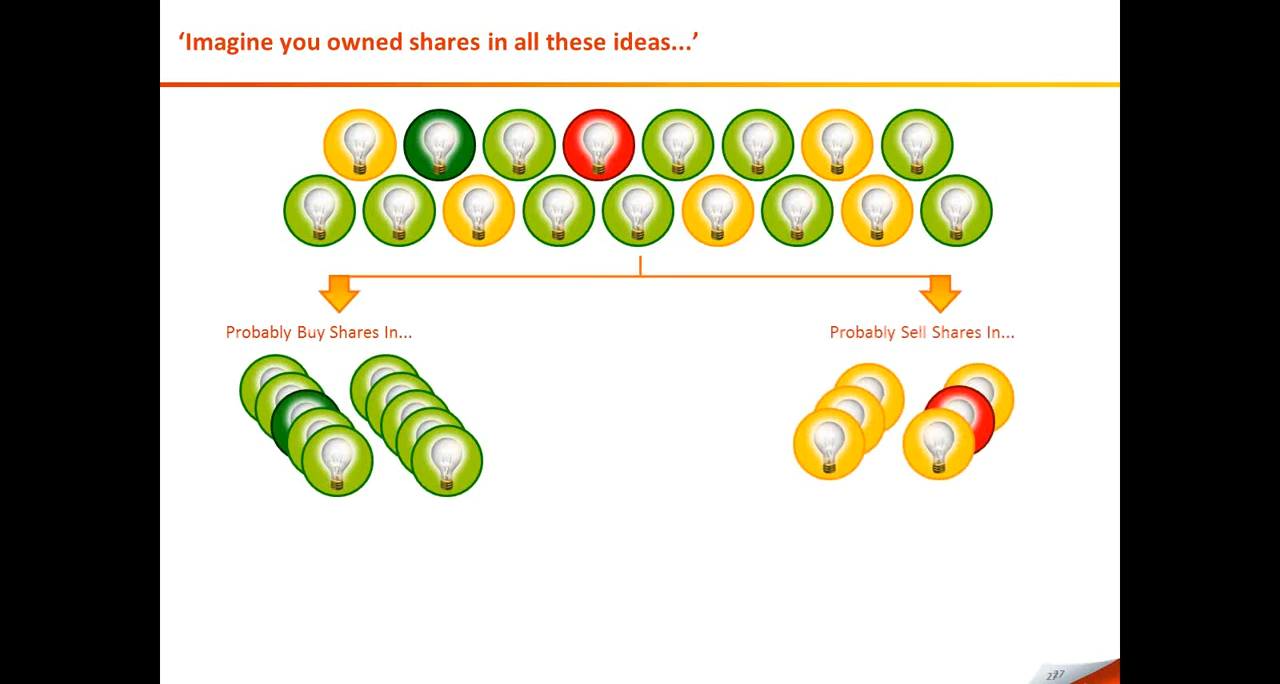 ‘Imagine you owned shares in all these ideas...’
Probably Buy Shares In...
Probably Sell Shares In...